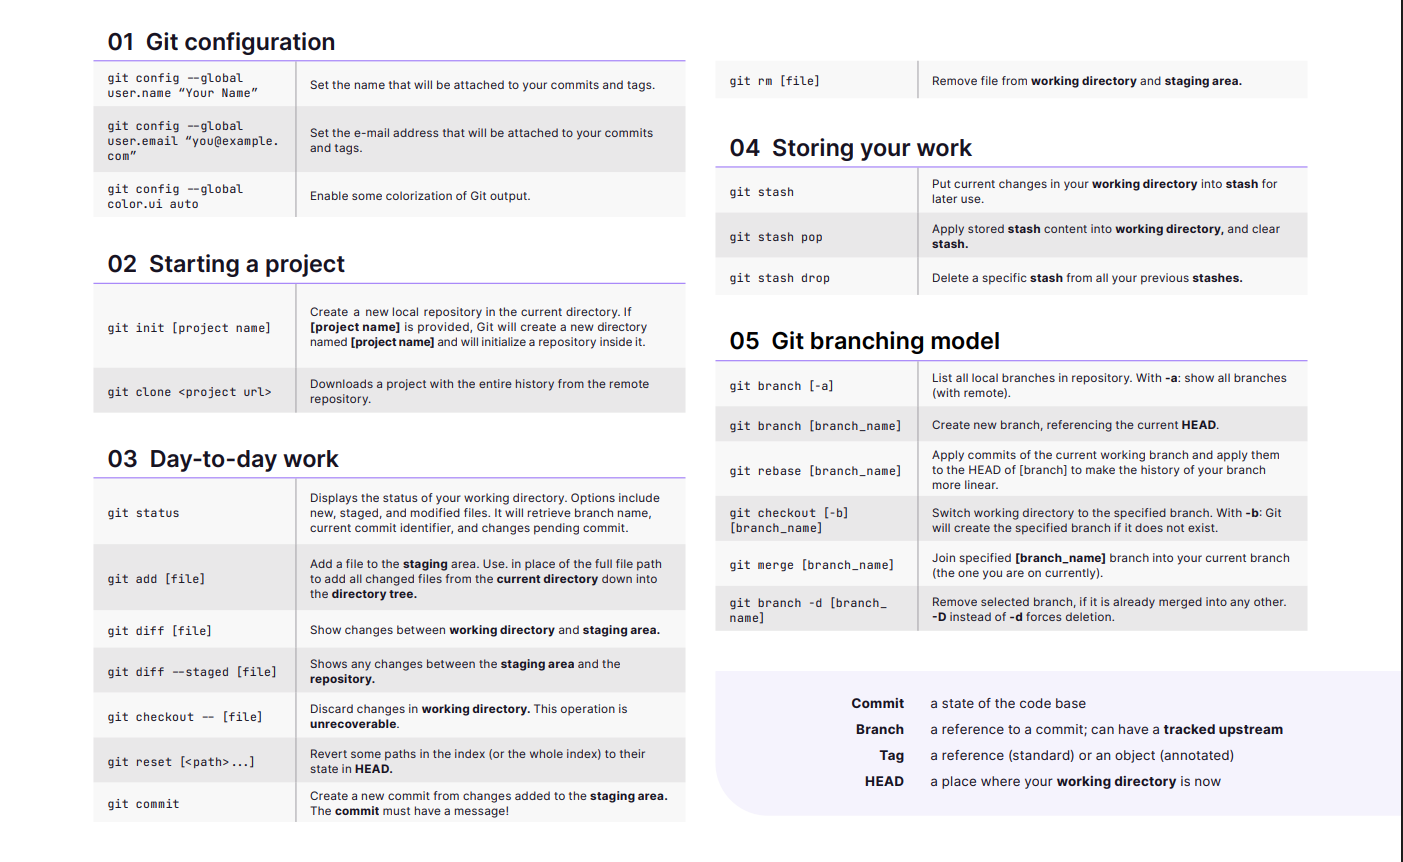 01 Git configuration
git config --global
user.name “Your Name”
Set the name that will be attached to your commits and tags.
git config --global
user.email “you@example.
com”
Set the e-mail address that will be attached to your commits
and tags.
git config --global
color.ui auto
Enable some colorization of Git output.
02 Starting a project
git init [project name]
Create a new local repository in the current directory. If
[project name] is provided, Git will create a new directory
named [project name] and will initialize a repository inside it.
git clone <project url>
Downloads a project with the entire history from the remote
repository.
03 Day-to-day work
git status
Displays the status of your working directory. Options include
new, staged, and modified files. It will retrieve branch name,
current commit identifier, and changes pending commit.
git add [file]
Add a file to the staging area. Use. in place of the full file path
to add all changed files from the current directory down into
the directory tree.
git diff [file]
Show changes between working directory and staging area.
git diff --staged [file]
Shows any changes between the staging area and the
repository.
git checkout -- [file]
Discard changes in working directory. This operation is
unrecoverable.
git reset [<path>...]
Revert some paths in the index (or the whole index) to their
state in HEAD.
git commit
Create a new commit from changes added to the staging area.
The commit must have a message!
git rm [file]
Remove file from working directory and staging area.
04 Storing your work
git stash
Put current changes in your working directory into stash for
later use.
git stash pop
Apply stored stash content into working directory, and clear
stash.
git stash drop
Delete a specific stash from all your previous stashes.
05 Git branching model
git branch [-a]
List all local branches in repository. With -a: show all branches
(with remote).
git branch [branch_name]
Create new branch, referencing the current HEAD.
git rebase [branch_name]
Apply commits of the current working branch and apply them
to the HEAD of [branch] to make the history of your branch
more linear.
git checkout [-b]
[branch_name]
Switch working directory to the specified branch. With -b: Git
will create the specified branch if it does not exist.
git merge [branch_name]
Join specified [branch_name] branch into your current branch
(the one you are on currently).
git branch -d [branch_
name]
Remove selected branch, if it is already merged into any other.
-D instead of -d forces deletion.
Commit a state of the code base
Branch a reference to a commit; can have a tracked upstream
Tag a reference (standard) or an object (annotated)
HEAD a place where your working directory is now